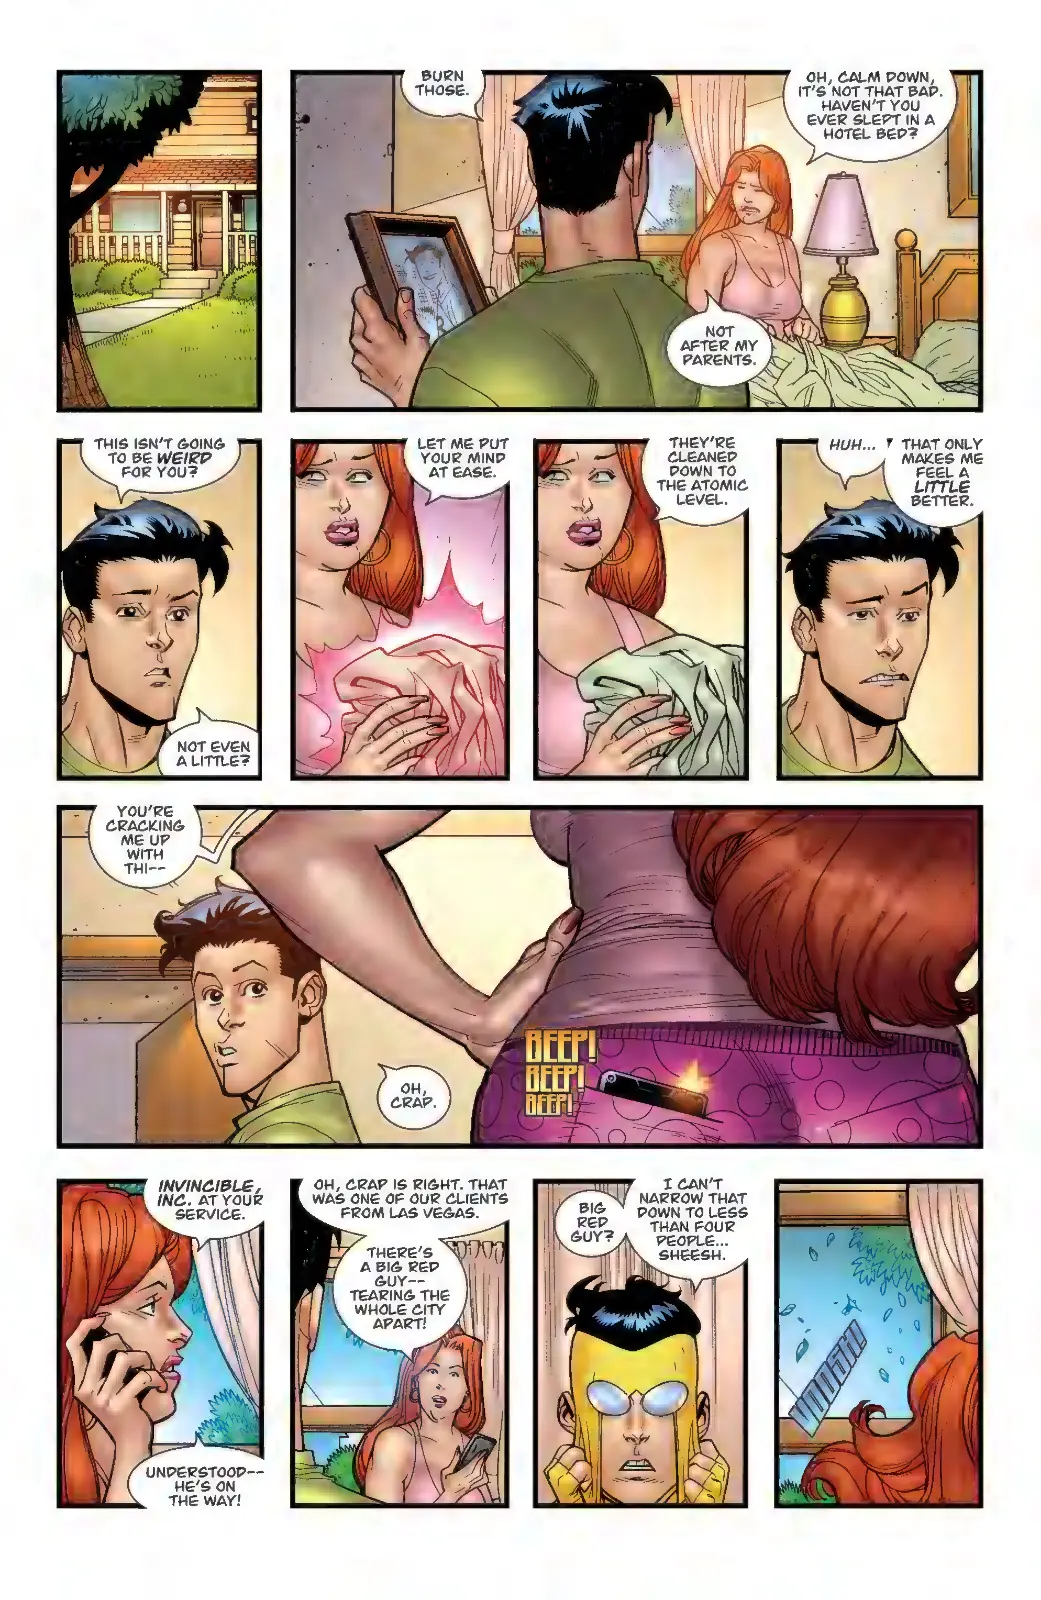 BURN
THOSE.
OH, CALM DOWN,
IT'S NOT THAT BAD.
HAVEN'T YOU
EVER SLEPT IN A
HOTEL BED?
NOT
AFTER MY
PARENTS.
THIS ISN'T GOING
TO BE WEIRD
FOR YOU?
NOT EVEN
A LITTLE?
LET ME PUT
YOUR MIND
AT EASE.
THEY'RE
CLEANED
DOWN TO
THE ATOMIC
LEVEL.
HUH...
THAT ONLY
MAKES ME
FEEL A
LITTLE
BETTER.
YOU'RE
CRACKING
ME UP
WITH
THI--
OH,
CRAP.
BEEP!
BEEP!
BEEP!
INVINCIBLE,
INC. AT YOUR
SERVICE.
UNDERSTOOD--
HE'S ON
THE WAY!
OH, CRAP IS RIGHT. THAT
WAS ONE OF OUR CLIENTS
FROM LAS VEGAS.
THERE'S
A BIG RED
GUY--
TEARING THE
WHOLE CITY
APART!
BIG
RED
GUY?
I CAN'T
NARROW THAT
DOWN TO LESS
THAN FOUR
PEOPLE...
SHEESH.